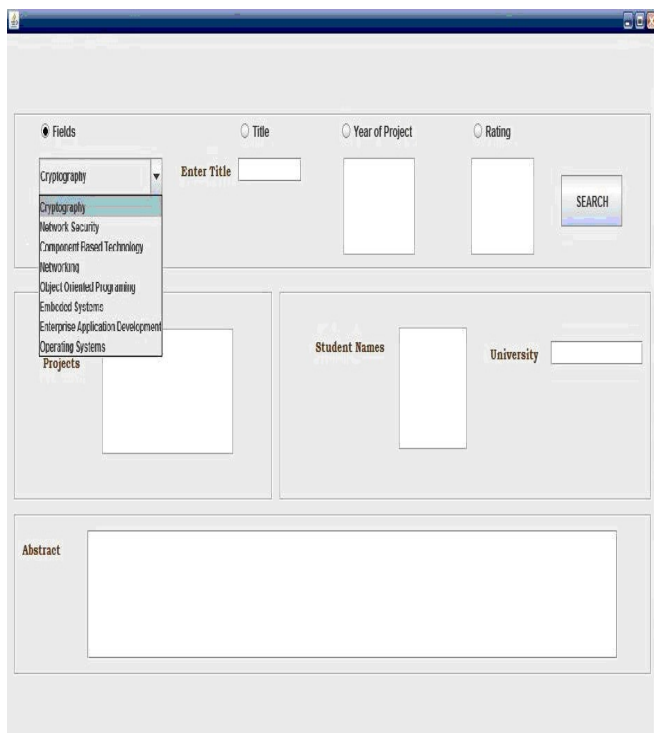 Fields
Title
Year of Project
Rating
Cryptography
Enter Title
SEARCH
Cryptography
Network Security
Component Based Technology
Networking
Object Oriented Programing
Embeded Systems
Enterprise Application Development
Operating Systems
Projects
Student Names
University
Abstract